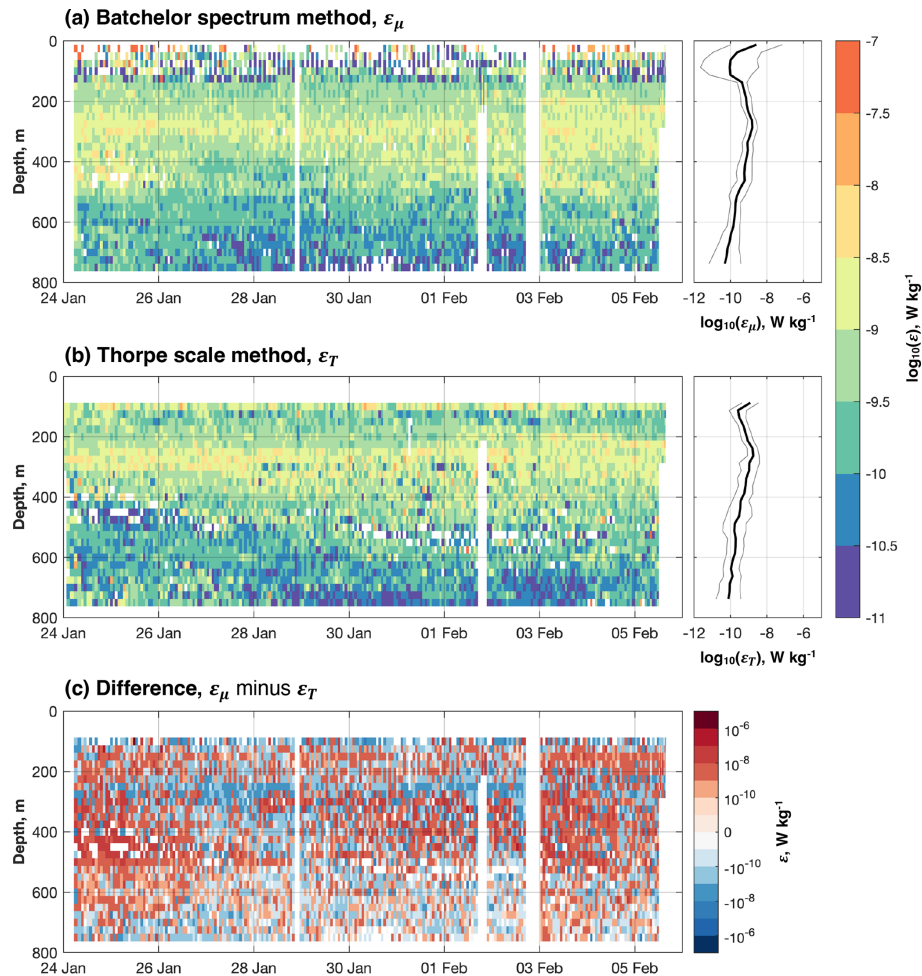 (a) Batchelor spectrum method, εμ
0
200
400
600
800
Depth, m
24 Jan 26 Jan 28 Jan 30 Jan 01 Feb 03 Feb 05 Feb
-12 -10 -8 -6
log10(εμ), W kg-1
(b) Thorpe scale method, εT
0
200
400
600
800
Depth, m
24 Jan 26 Jan 28 Jan 30 Jan 01 Feb 03 Feb 05 Feb
-12 -10 -8 -6
log10(εT), W kg-1
-7
-7.5
-8
-8.5
-9
-9.5
-10
-10.5
-11
log10(ε), W kg-1
(c) Difference, εμ minus εT
0
200
400
600
800
Depth, m
24 Jan 26 Jan 28 Jan 30 Jan 01 Feb 03 Feb 05 Feb
10-6
10-8
10-10
0
-10-10
-10-8
-10-6
ε, W kg-1